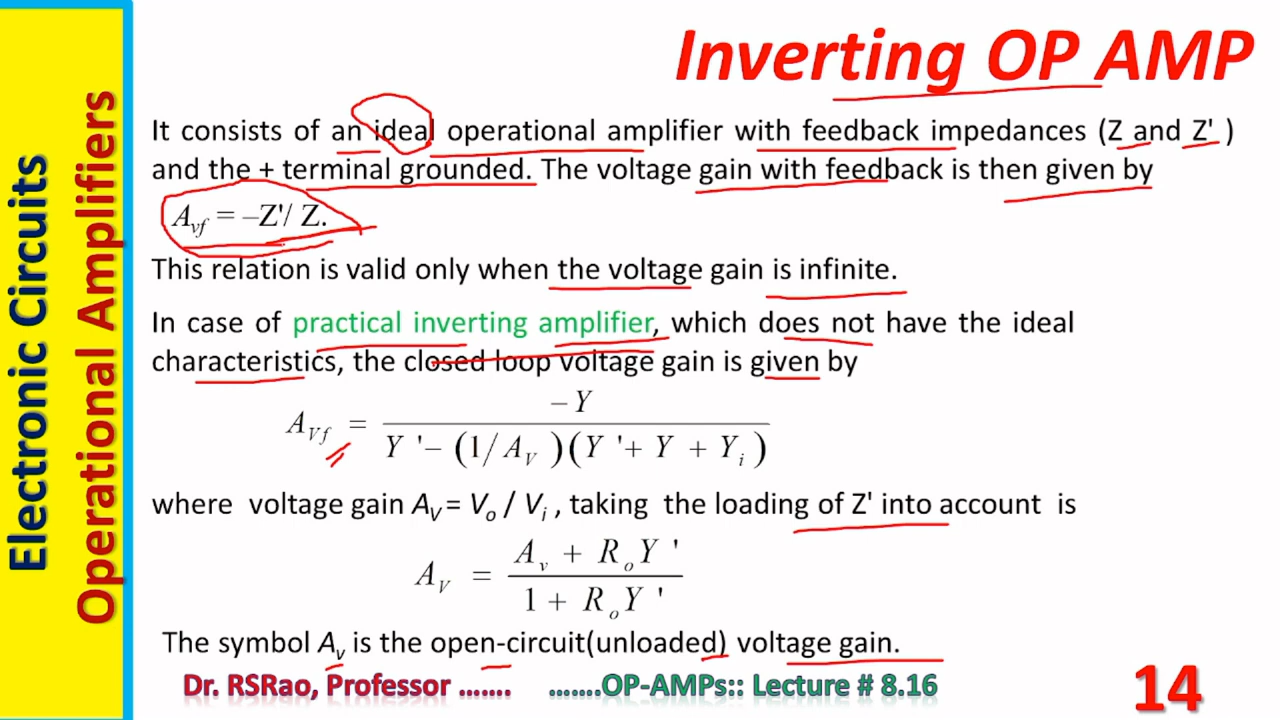 Electronic Circuits
Operational Amplifiers
Inverting OP AMP
It consists of an ideal operational amplifier with feedback impedances (Z and Z' )
and the + terminal grounded. The voltage gain with feedback is then given by
A_vf = –Z'/ Z.
This relation is valid only when the voltage gain is infinite.
In case of practical inverting amplifier, which does not have the ideal
characteristics, the closed loop voltage gain is given by
A_Vf = –Y / Y '– (1/ A_V )(Y '+ Y + Y_i )
where voltage gain A_V = V_o / V_i , taking the loading of Z' into account is
A_V = A_v + R_o Y ' / 1 + R_o Y '
The symbol A_v is the open-circuit(unloaded) voltage gain.
Dr. RSRao, Professor ……. …….OP-AMPs:: Lecture # 8.16
14